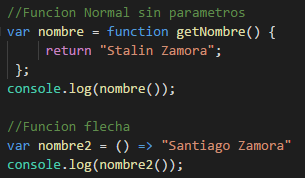 //Funcion Normal sin parametros
var nombre = function getNombre() {
return "Stalin Zamora";
};
console.log(nombre());
//Funcion flecha
var nombre2 = () => "Santiago Zamora"
console.log(nombre2());